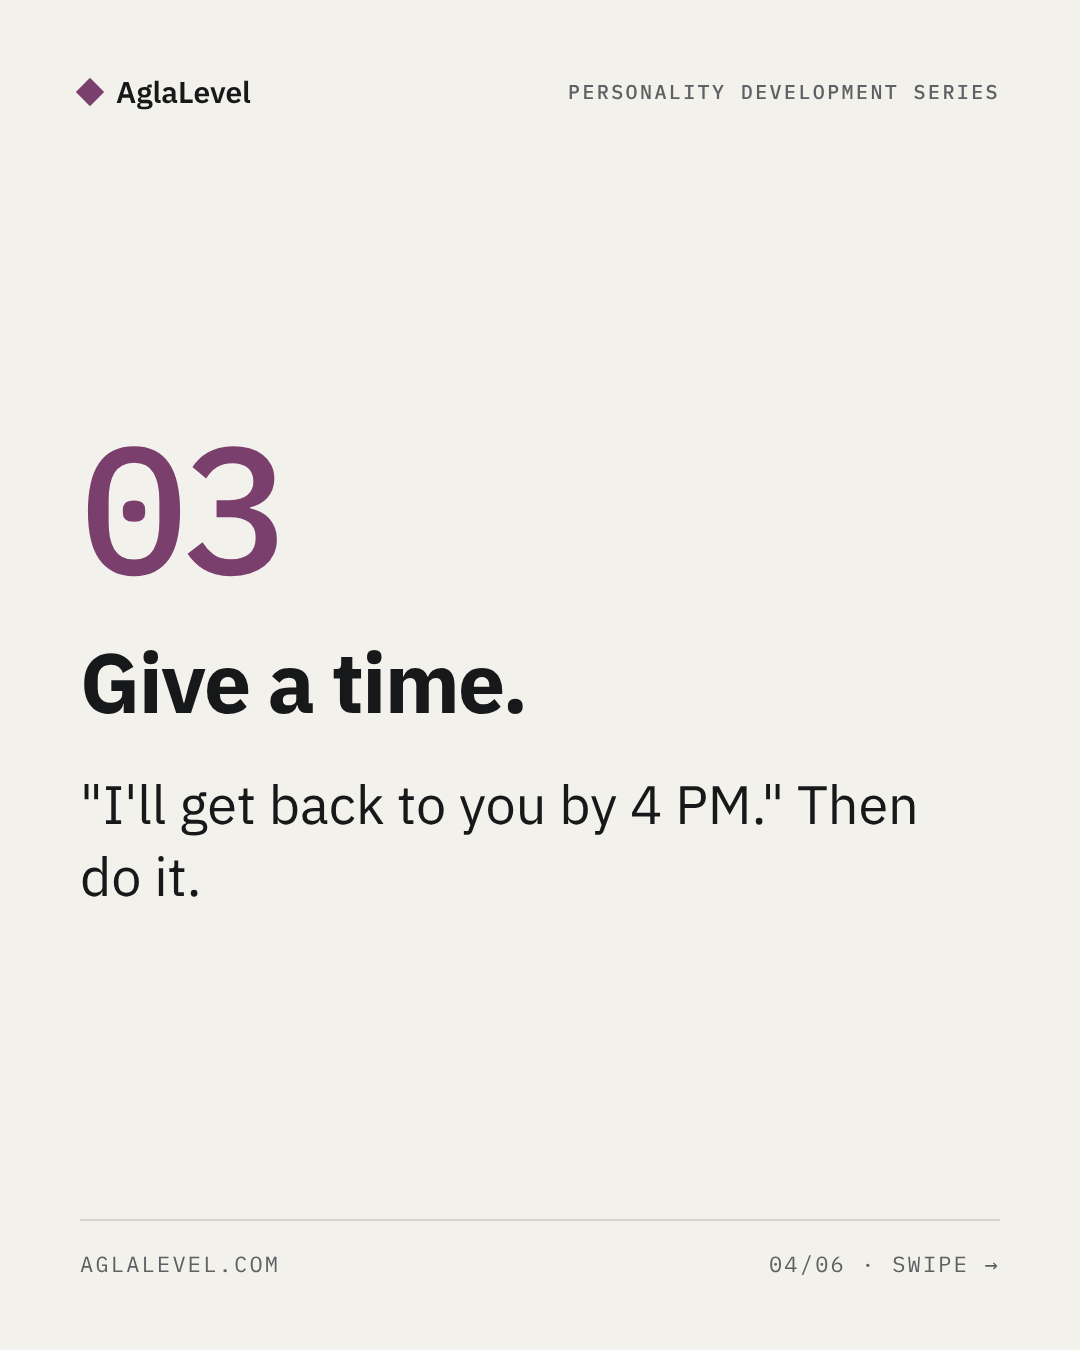 AglaLevel
PERSONALITY DEVELOPMENT SERIES
03
Give a time.
"I'll get back to you by 4 PM." Then
do it.
AGLALEVEL.COM
04/06 · SWIPE →